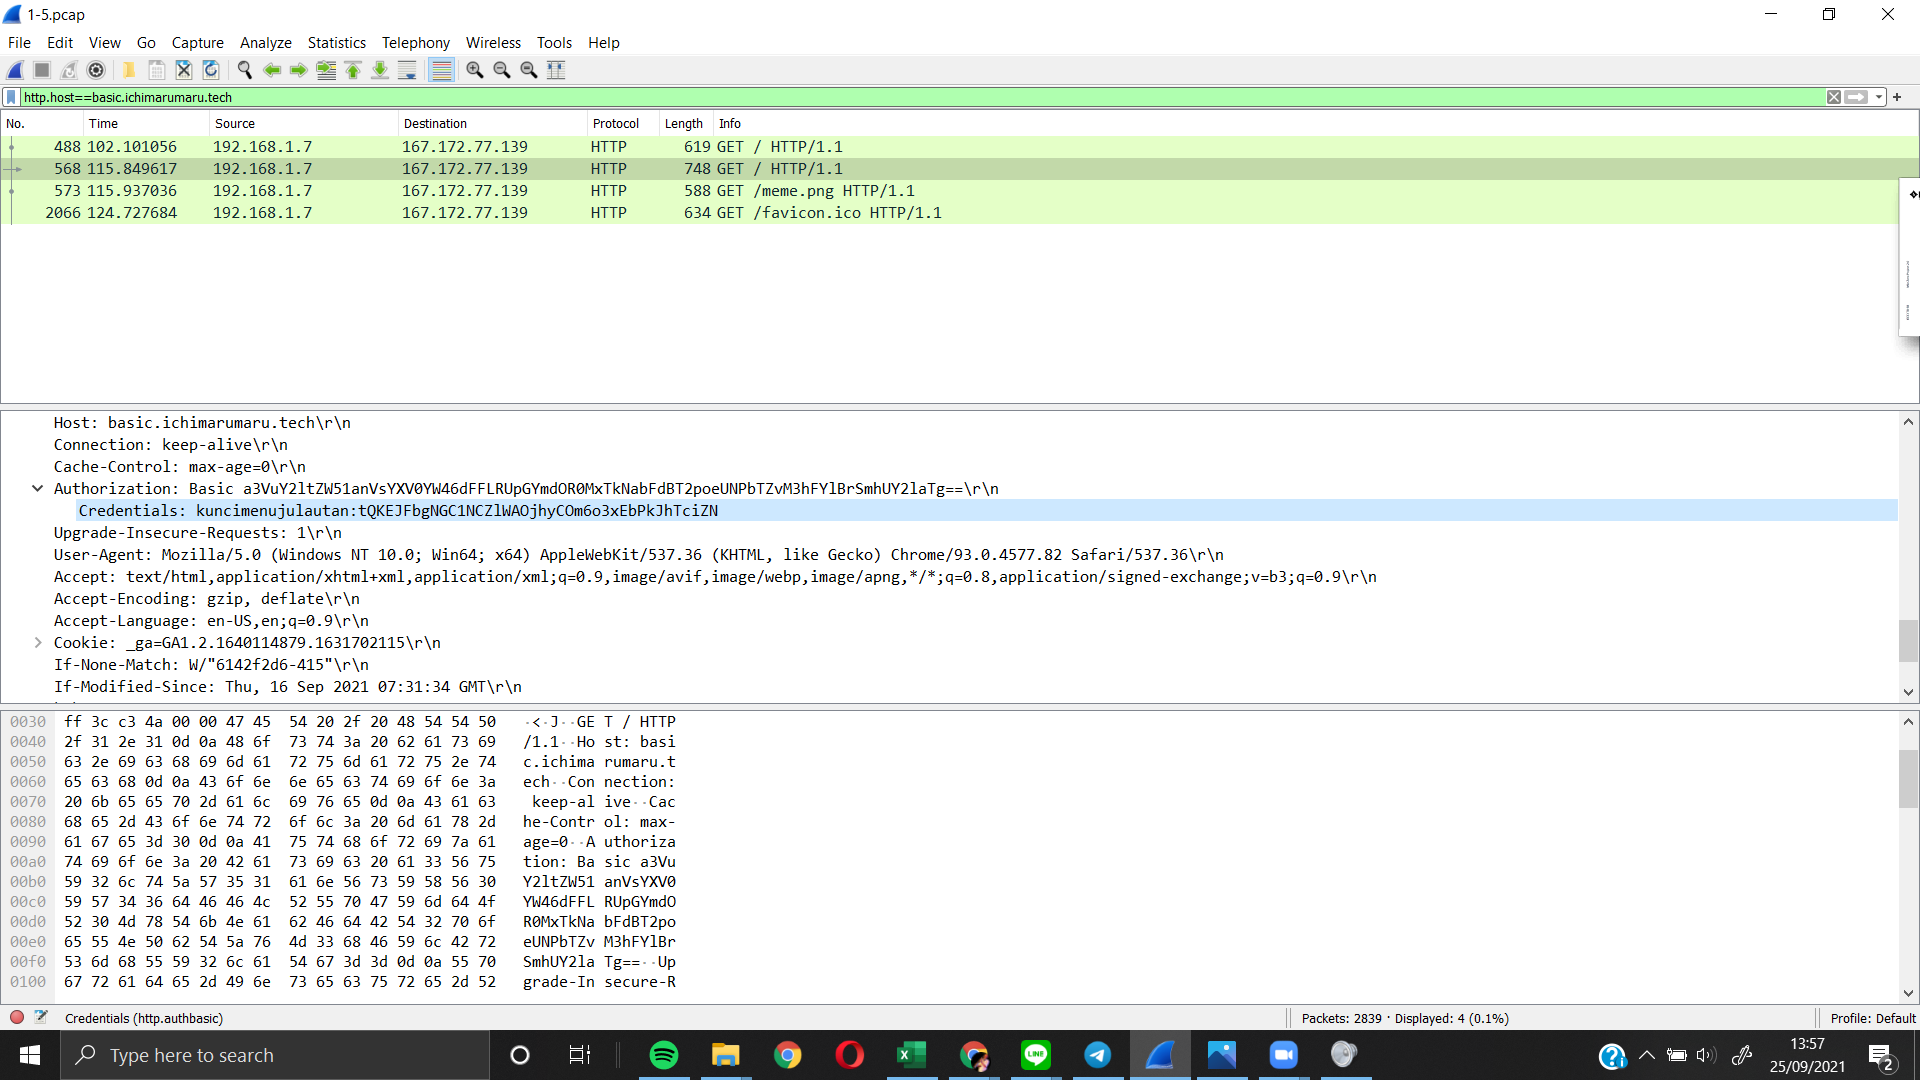 1-5.pcap
File Edit View Go Capture Analyze Statistics Telephony Wireless Tools Help
http.host==basic.ichimarumaru.tech
No. Time Source Destination Protocol Length Info
488 102.101056 192.168.1.7 167.172.77.139 HTTP 619 GET / HTTP/1.1
568 115.849617 192.168.1.7 167.172.77.139 HTTP 748 GET / HTTP/1.1
573 115.937036 192.168.1.7 167.172.77.139 HTTP 588 GET /meme.png HTTP/1.1
2066 124.727684 192.168.1.7 167.172.77.139 HTTP 634 GET /favicon.ico HTTP/1.1
Host: basic.ichimarumaru.tech\r\n
Connection: keep-alive\r\n
Cache-Control: max-age=0\r\n
Authorization: Basic a3VuY2ltZW51anVsYXV0YW46dFFLRUpGYmdOR0MxTkNabFdBT2poeUNPbTZvM3hFYlBrSmhUY2laTg==\r\n
Credentials: kuncimenujulautan:tQKEJFbgNGC1NCZlWAOjhyCOm6o3xEbPkJhTciZN
Upgrade-Insecure-Requests: 1\r\n
User-Agent: Mozilla/5.0 (Windows NT 10.0; Win64; x64) AppleWebKit/537.36 (KHTML, like Gecko) Chrome/93.0.4577.82 Safari/537.36\r\n
Accept: text/html,application/xhtml+xml,application/xml;q=0.9,image/avif,image/webp,image/apng,*/*;q=0.8,application/signed-exchange;v=b3;q=0.9\r\n
Accept-Encoding: gzip, deflate\r\n
Accept-Language: en-US,en;q=0.9\r\n
Cookie: _ga=GA1.2.1640114879.1631702115\r\n
If-None-Match: W/"6142f2d6-415"\r\n
If-Modified-Since: Thu, 16 Sep 2021 07:31:34 GMT\r\n
0030 ff 3c c3 4a 00 00 47 45 54 20 2f 20 48 54 54 50 ·<·J··GE T / HTTP
0040 2f 31 2e 31 0d 0a 48 6f 73 74 3a 20 62 61 73 69 /1.1··Ho st: basi
0050 63 2e 69 63 68 69 6d 61 72 75 6d 61 72 75 2e 74 c.ichima rumaru.t
0060 65 63 68 0d 0a 43 6f 6e 6e 65 63 74 69 6f 6e 3a ech··Con nection:
0070 20 6b 65 65 70 2d 61 6c 69 76 65 0d 0a 43 61 63 keep-al ive··Cac
0080 68 65 2d 43 6f 6e 74 72 6f 6c 3a 20 6d 61 78 2d he-Contr ol: max-
0090 61 67 65 3d 30 0d 0a 41 75 74 68 6f 72 69 7a 61 age=0··A uthoriza
00a0 74 69 6f 6e 3a 20 42 61 73 69 63 20 61 33 56 75 tion: Ba sic a3Vu
00b0 59 32 6c 74 5a 57 35 31 61 6e 56 73 59 58 56 30 Y2ltZW51 anVsYXV0
00c0 59 57 34 36 64 46 46 4c 52 55 70 47 59 6d 64 4f YW46dFFL RUpGYmdO
00d0 52 30 4d 78 54 6b 4e 61 62 46 64 42 54 32 70 6f R0MxTkNa bFdBT2po
00e0 65 55 4e 50 62 54 5a 76 4d 33 68 46 59 6c 42 72 eUNPbTZv M3hFYlBr
00f0 53 6d 68 55 59 32 6c 61 54 67 3d 3d 0d 0a 55 70 SmhUY2la Tg==··Up
0100 67 72 61 64 65 2d 49 6e 73 65 63 75 72 65 2d 52 grade-In secure-R
Credentials (http.authbasic) Packets: 2839 · Displayed: 4 (0.1%) Profile: Default
Type here to search
LINE
13:57
25/09/2021
2